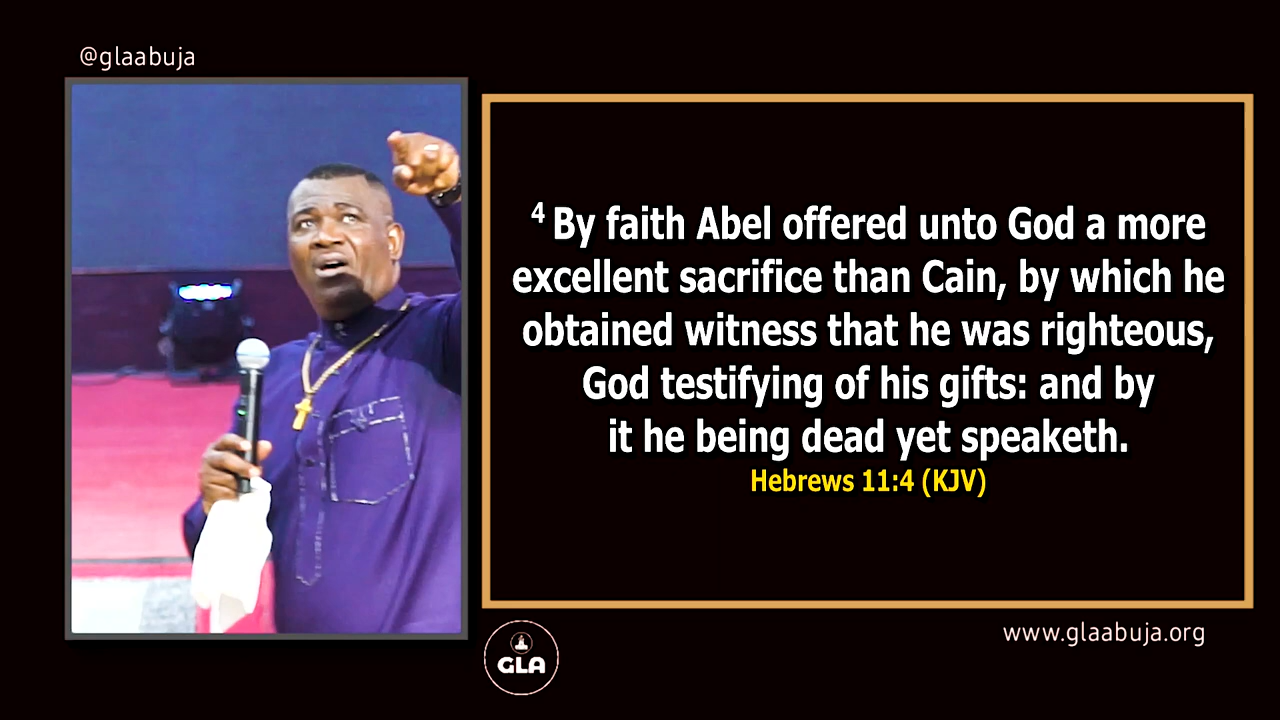 @glaabuja
4 By faith Abel offered unto God a more
excellent sacrifice than Cain, by which he
obtained witness that he was righteous,
God testifying of his gifts: and by
it he being dead yet speaketh.
Hebrews 11:4 (KJV)
www.glaabuja.org
GLA